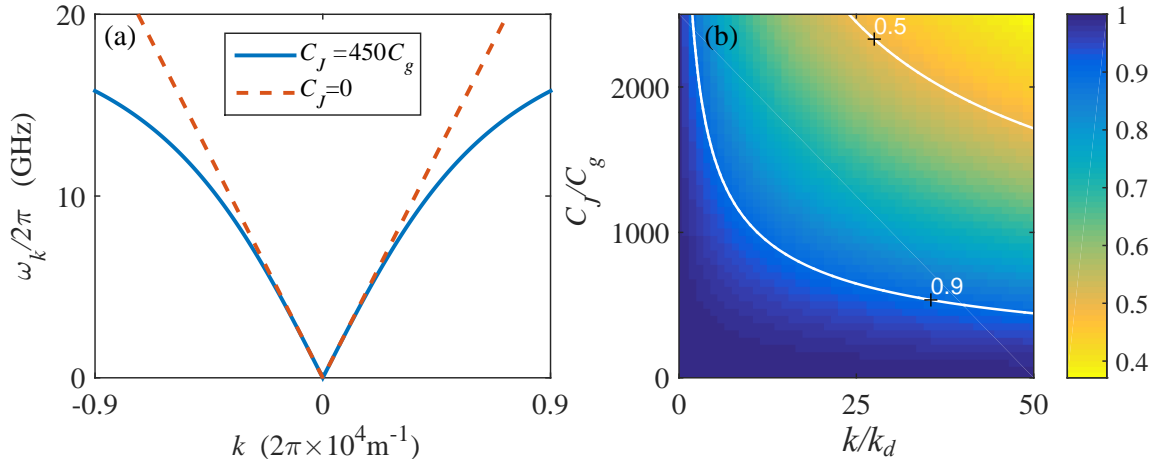 (a)
C_J=450C_g
C_J=0
20
10
0
ω_k/2π (GHz)
-0.9
0
0.9
k (2π×10^4m^-1)
(b)
0.5
0.9
2000
1000
0
C_J/C_g
0
25
50
k/k_d
1
0.9
0.8
0.7
0.6
0.5
0.4